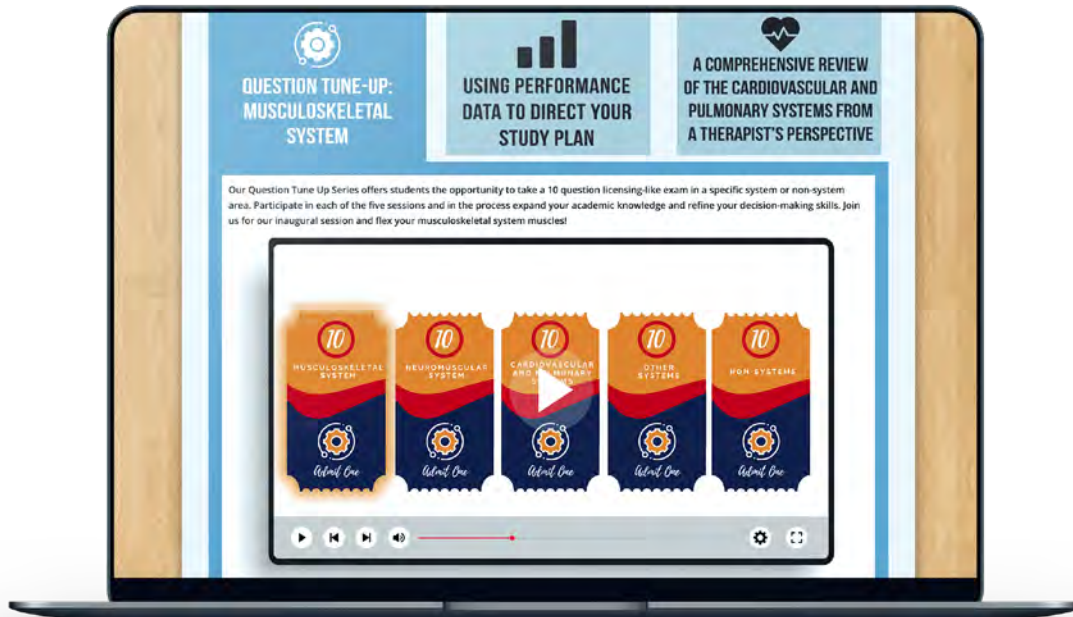 QUESTION TUNE-UP:
MUSCULOSKELETAL
SYSTEM
USING PERFORMANCE
DATA TO DIRECT YOUR
STUDY PLAN
A COMPREHENSIVE REVIEW
OF THE CARDIOVASCULAR AND
PULMONARY SYSTEMS FROM
A THERAPIST'S PERSPECTIVE
Our Question Tune Up Series offers students the opportunity to take a 10 question licensing-like exam in a specific system or non-system
area. Participate in each of the five sessions and in the process expand your academic knowledge and refine your decision-making skills. Join
us for our inaugural session and flex your musculoskeletal system muscles!
10
MUSCULOSKELETAL
SYSTEM
Admit One
10
NEUROMUSCULAR
SYSTEM
Admit One
10
CARDIOVASCULAR
AND PULMONARY
SYSTEMS
Admit One
10
OTHER
SYSTEMS
Admit One
10
NON-SYSTEMS
Admit One